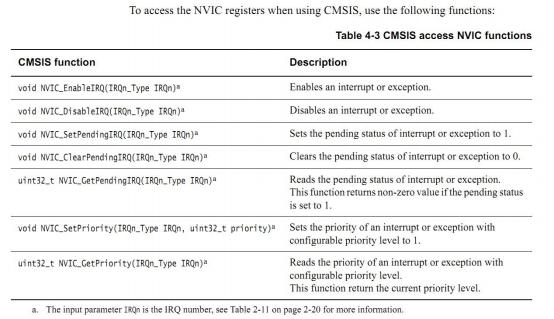 To access the NVIC registers when using CMSIS, use the following functions:
Table 4-3 CMSIS access NVIC functions
CMSIS function Description
void NVIC_EnableIRQ(IRQn_Type IRQn)a Enables an interrupt or exception.
void NVIC_DisableIRQ(IRQn_Type IRQn)a Disables an interrupt or exception.
void NVIC_SetPendingIRQ(IRQn_Type IRQn)a Sets the pending status of interrupt or exception to 1.
void NVIC_ClearPendingIRQ(IRQn_Type IRQn)a Clears the pending status of interrupt or exception to 0.
uint32_t NVIC_GetPendingIRQ(IRQn_Type IRQn)a Reads the pending status of interrupt or exception.
This function returns non-zero value if the pending status
is set to 1.
void NVIC_SetPriority(IRQn_Type IRQn, uint32_t priority)a Sets the priority of an interrupt or exception with
configurable priority level to 1.
uint32_t NVIC_GetPriority(IRQn_Type IRQn)a Reads the priority of an interrupt or exception with
configurable priority level.
This function return the current priority level.
a. The input parameter IRQn is the IRQ number, see Table 2-11 on page 2-20 for more information.